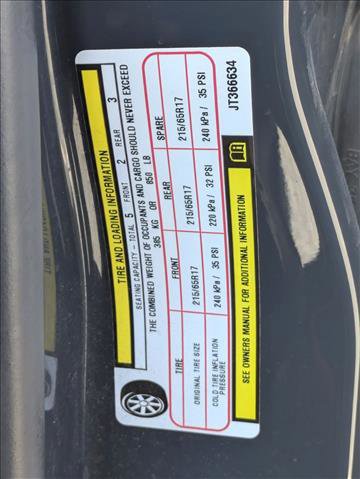 TIRE AND LOADING INFORMATION
SEATING CAPACITY - TOTAL 5 FRONT 2 REAR 3
THE COMBINED WEIGHT OF OCCUPANTS AND CARGO SHOULD NEVER EXCEED
385 KG OR 850 LB
TIRE FRONT REAR SPARE
ORIGINAL TIRE SIZE 215/65R17 215/65R17 215/65R17
COLD TIRE INFLATION PRESSURE 240 kPa / 35 PSI 220 kPa / 32 PSI 240 kPa / 35 PSI
SEE OWNERS MANUAL FOR ADDITIONAL INFORMATION
JT366634